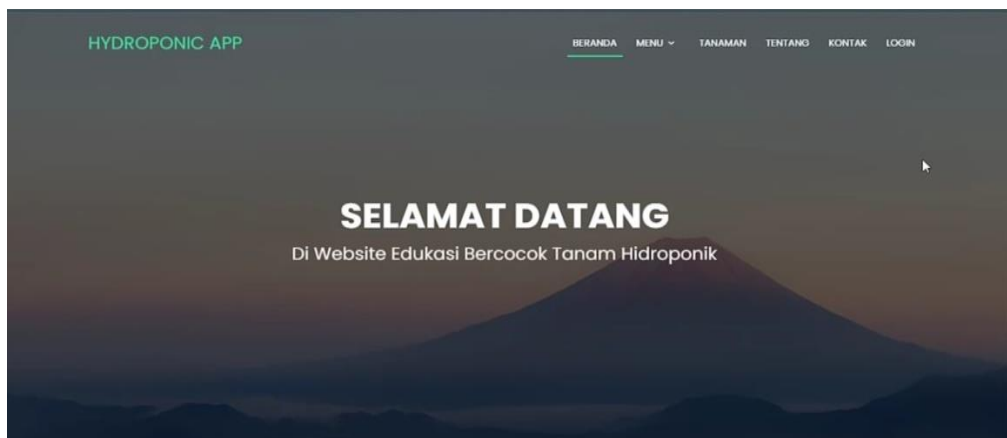 HYDROPONIC APP
BERANDA MENU TANAMAN TENTANG KONTAK LOGIN
SELAMAT DATANG
Di Website Edukasi Bercocok Tanam Hidroponik